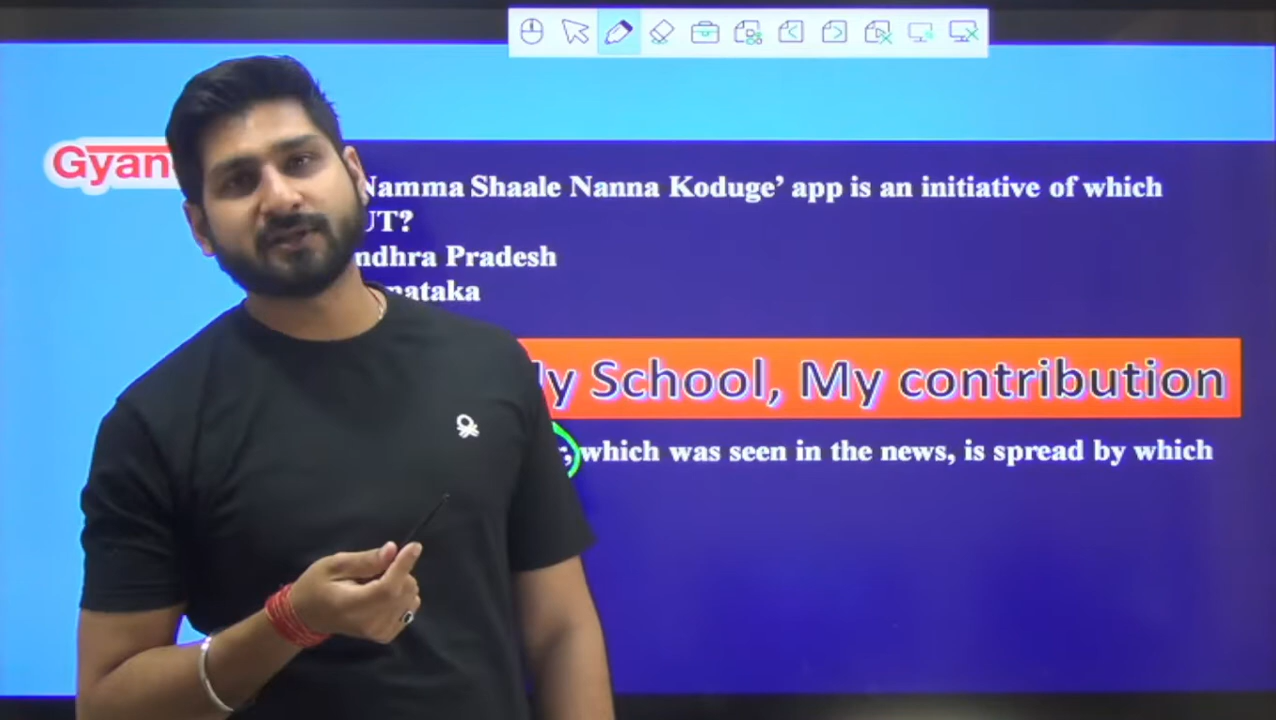 Gyan
Namma Shaale Nanna Koduge’ app is an initiative of which
UT?
ndhra Pradesh
nataka
My School, My contribution
r, which was seen in the news, is spread by which